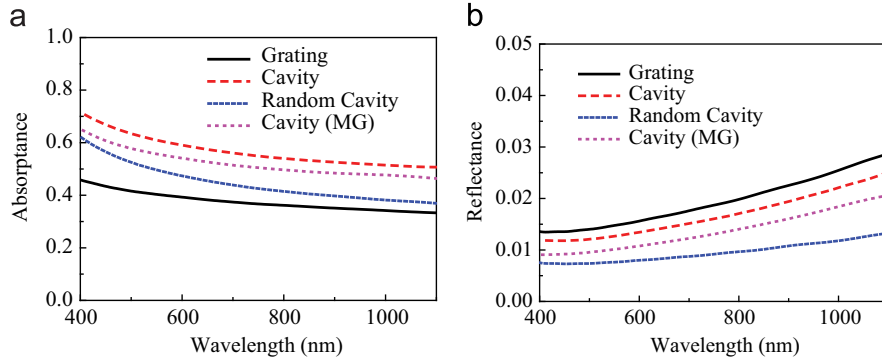 a
1.0
0.8
0.6
0.4
0.2
0.0
Absorptance
Grating
Cavity
Random Cavity
Cavity (MG)
400
600
800
1000
Wavelength (nm)
b
0.05
0.04
0.03
0.02
0.01
0.00
Reflectance
Grating
Cavity
Random Cavity
Cavity (MG)
400
600
800
1000
Wavelength (nm)